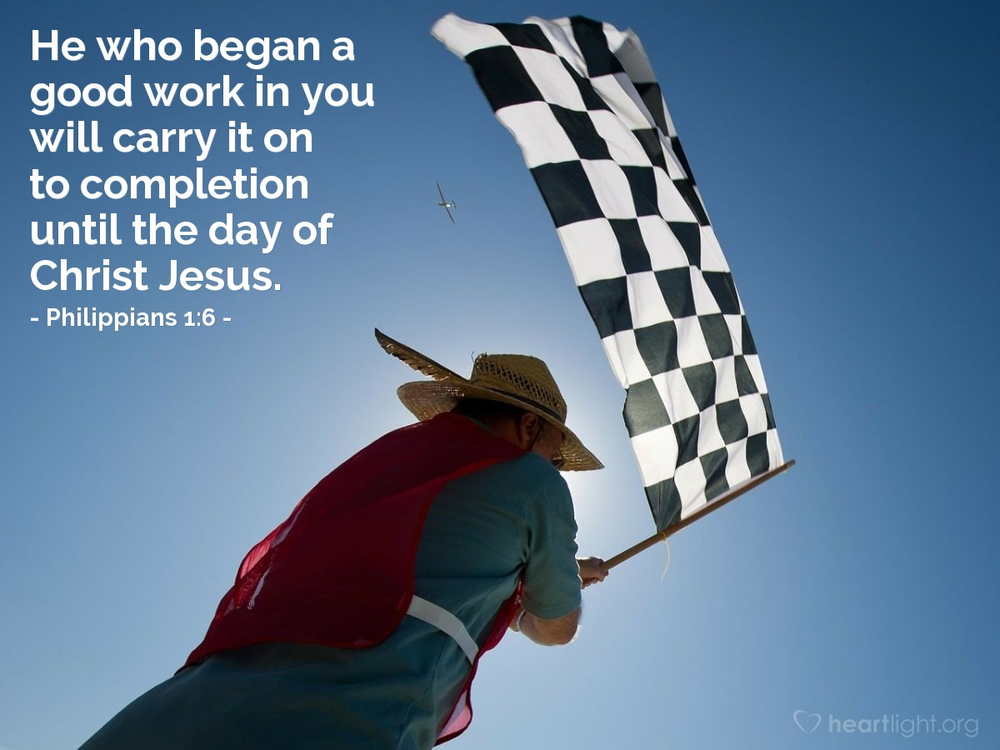 He who began a
good work in you
will carry it on
to completion
until the day of
Christ Jesus.
- Philippians 1:6 -
heartlight.org